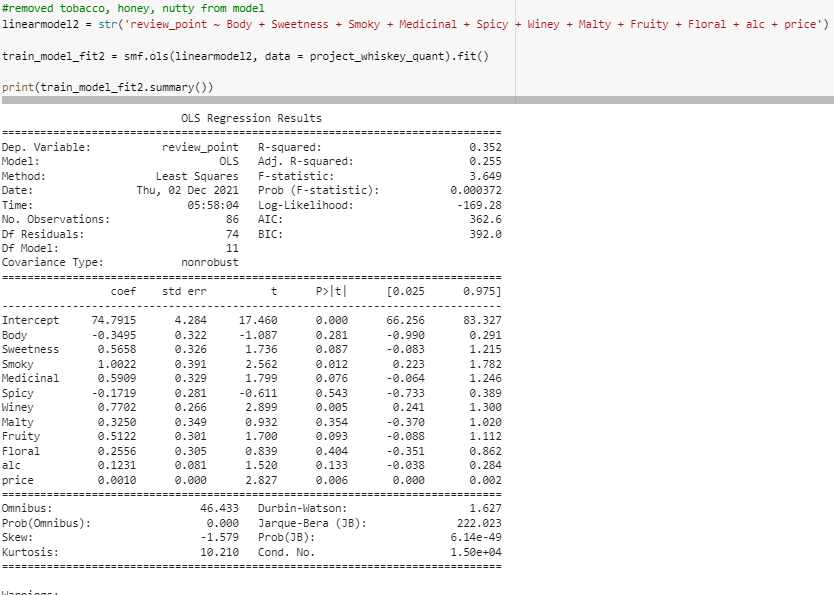 #removed tobacco, honey, nutty from model
linearmodel2 = str('review_point ~ Body + Sweetness + Smoky + Medicinal + Spicy + Winey + Malty + Fruity + Floral + alc + price')
train_model_fit2 = smf.ols(linearmodel2, data = project_whiskey_quant).fit()
print(train_model_fit2.summary())
OLS Regression Results
==============================================================================
Dep. Variable: review_point R-squared: 0.352
Model: OLS Adj. R-squared: 0.255
Method: Least Squares F-statistic: 3.649
Date: Thu, 02 Dec 2021 Prob (F-statistic): 0.000372
Time: 05:58:04 Log-Likelihood: -169.28
No. Observations: 86 AIC: 362.6
Df Residuals: 74 BIC: 392.0
Df Model: 11
Covariance Type: nonrobust
==============================================================================
coef std err t P>|t| [0.025 0.975]
------------------------------------------------------------------------------
Intercept 74.7915 4.284 17.460 0.000 66.256 83.327
Body -0.3495 0.322 -1.087 0.281 -0.990 0.291
Sweetness 0.5658 0.326 1.736 0.087 -0.083 1.215
Smoky 1.0022 0.391 2.562 0.012 0.223 1.782
Medicinal 0.5909 0.329 1.799 0.076 -0.064 1.246
Spicy -0.1719 0.281 -0.611 0.543 -0.733 0.389
Winey 0.7702 0.266 2.899 0.005 0.241 1.300
Malty 0.3250 0.349 0.932 0.354 -0.370 1.020
Fruity 0.5122 0.301 1.700 0.093 -0.088 1.112
Floral 0.2556 0.305 0.839 0.404 -0.351 0.862
alc 0.1231 0.081 1.520 0.133 -0.038 0.284
price 0.0010 0.000 2.827 0.006 0.000 0.002
==============================================================================
Omnibus: 46.433 Durbin-Watson: 1.627
Prob(Omnibus): 0.000 Jarque-Bera (JB): 222.023
Skew: -1.579 Prob(JB): 6.14e-49
Kurtosis: 10.210 Cond. No. 1.50e+04
==============================================================================
Warnings: